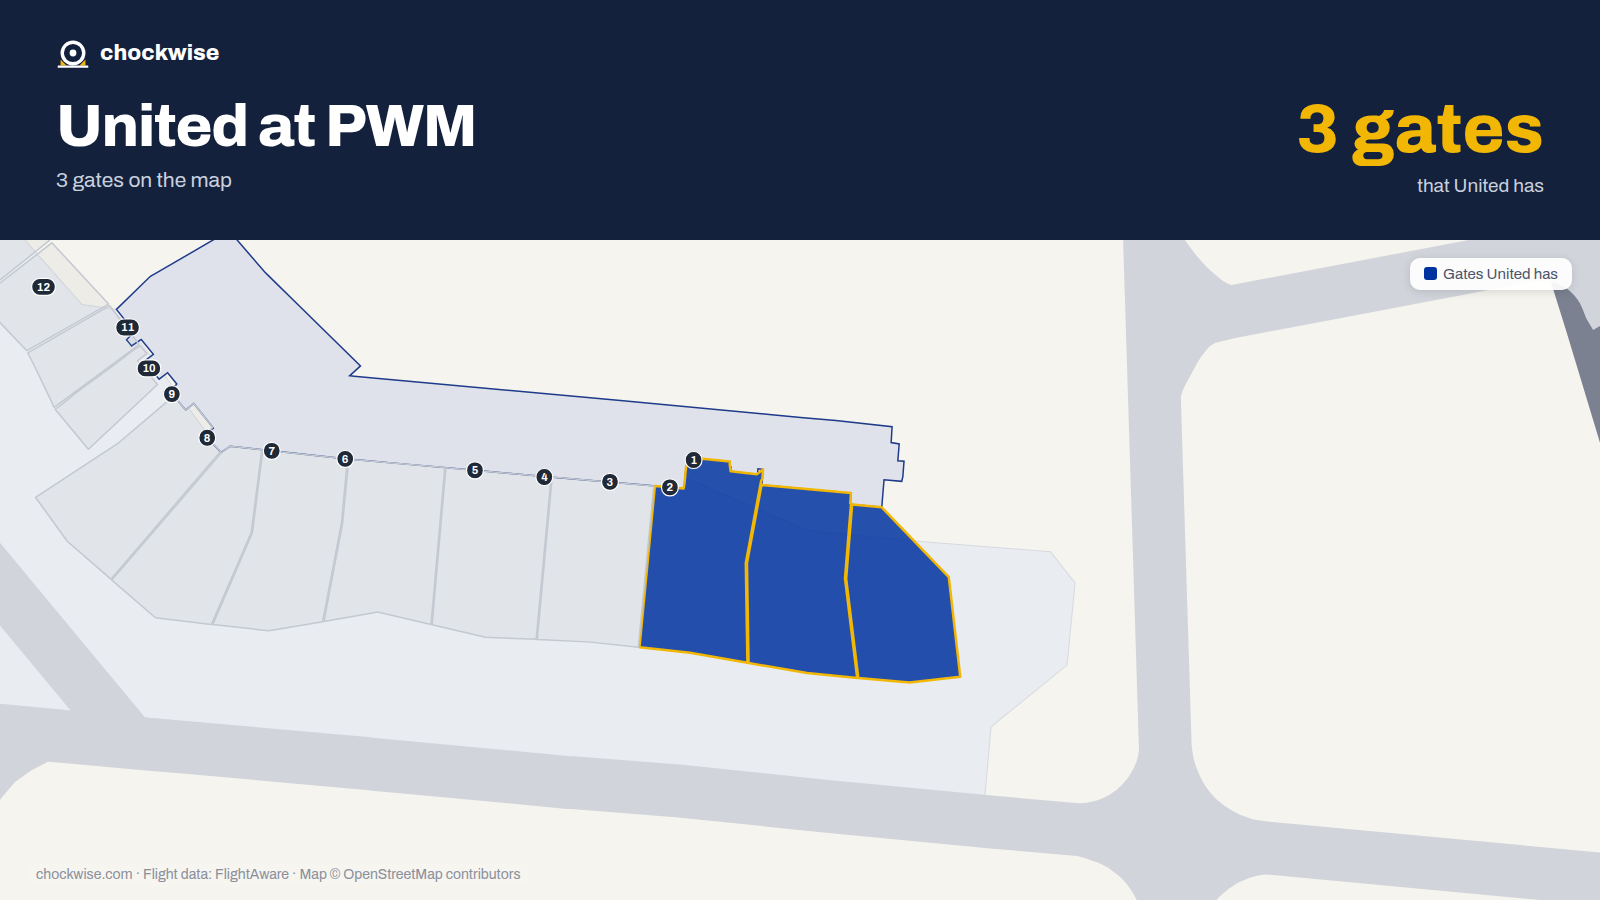 chockwise
United at PWM
3 gates on the map
3 gates
that United has
Gates United has
12
11
10
9
8
7
6
5
4
3
2
1
chockwise.com · Flight data: FlightAware · Map © OpenStreetMap contributors